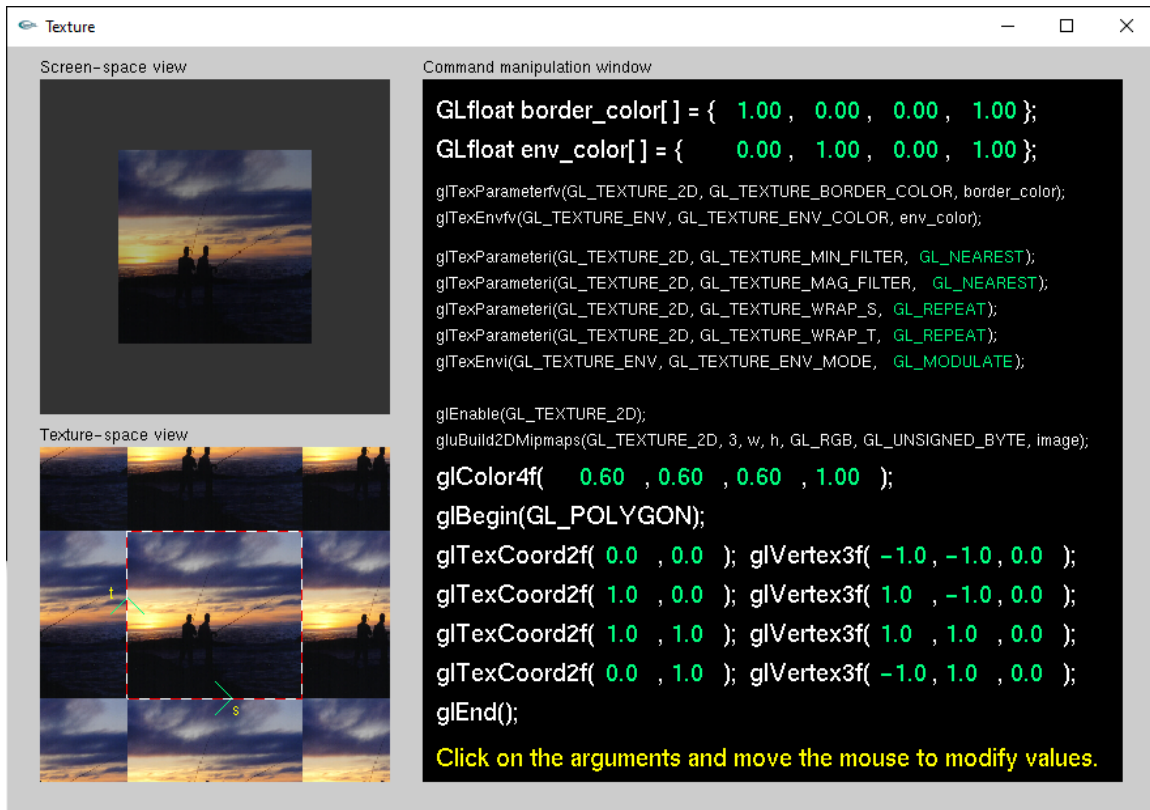 Texture
Screen-space view
Command manipulation window
GLfloat border_color[ ] = { 1.00 , 0.00 , 0.00 , 1.00 };
GLfloat env_color[ ] = { 0.00 , 1.00 , 0.00 , 1.00 };
glTexParameterfv(GL_TEXTURE_2D, GL_TEXTURE_BORDER_COLOR, border_color);
glTexEnvfv(GL_TEXTURE_ENV, GL_TEXTURE_ENV_COLOR, env_color);
glTexParameteri(GL_TEXTURE_2D, GL_TEXTURE_MIN_FILTER, GL_NEAREST);
glTexParameteri(GL_TEXTURE_2D, GL_TEXTURE_MAG_FILTER, GL_NEAREST);
glTexParameteri(GL_TEXTURE_2D, GL_TEXTURE_WRAP_S, GL_REPEAT);
glTexParameteri(GL_TEXTURE_2D, GL_TEXTURE_WRAP_T, GL_REPEAT);
glTexEnvi(GL_TEXTURE_ENV, GL_TEXTURE_ENV_MODE, GL_MODULATE);
glEnable(GL_TEXTURE_2D);
gluBuild2DMipmaps(GL_TEXTURE_2D, 3, w, h, GL_RGB, GL_UNSIGNED_BYTE, image);
glColor4f( 0.60 , 0.60 , 0.60 , 1.00 );
glBegin(GL_POLYGON);
glTexCoord2f( 0.0 , 0.0 ); glVertex3f( -1.0 , -1.0 , 0.0 );
glTexCoord2f( 1.0 , 0.0 ); glVertex3f( 1.0 , -1.0 , 0.0 );
glTexCoord2f( 1.0 , 1.0 ); glVertex3f( 1.0 , 1.0 , 0.0 );
glTexCoord2f( 0.0 , 1.0 ); glVertex3f( -1.0 , 1.0 , 0.0 );
glEnd();
Click on the arguments and move the mouse to modify values.
Texture-space view
t
s